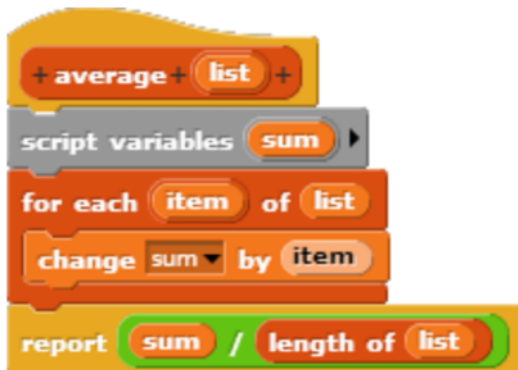 + average + list +
script variables sum
for each item of list
change sum by item
report sum / length of list